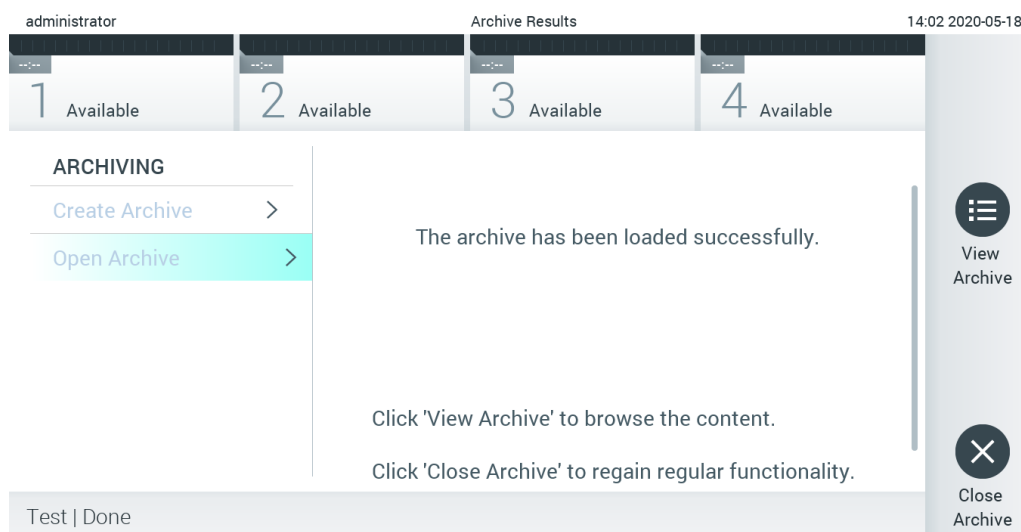 administrator Archive Results 14:02 2020-05-18
--:-- --:-- --:-- --:--
1 Available 2 Available 3 Available 4 Available
ARCHIVING
Create Archive
Open Archive
The archive has been loaded successfully.
View
Archive
Click 'View Archive' to browse the content.
Click 'Close Archive' to regain regular functionality.
Close
Archive
Test | Done